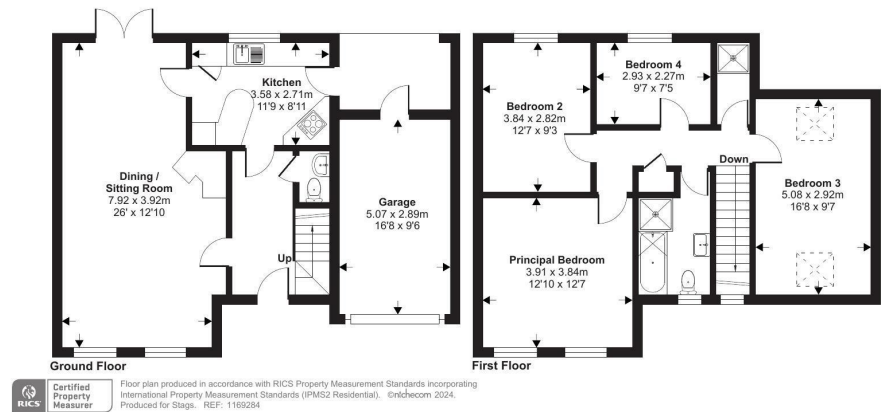 Kitchen
3.58 x 2.71m
11'9 x 8'11
Dining /
Sitting Room
7.92 x 3.92m
26' x 12'10
Garage
5.07 x 2.89m
16'8 x 9'6
Up
Ground Floor
Bedroom 2
3.84 x 2.82m
12'7 x 9'3
Bedroom 4
2.93 x 2.27m
9'7 x 7'5
Down
Bedroom 3
5.08 x 2.92m
16'8 x 9'7
Principal Bedroom
3.91 x 3.84m
12'10 x 12'7
First Floor
RICS
Certified
Property
Measurer
Floor plan produced in accordance with RICS Property Measurement Standards incorporating
International Property Measurement Standards (IPMS2 Residential). ©ntchecom 2024.
Produced for Stags. REF: 1169284